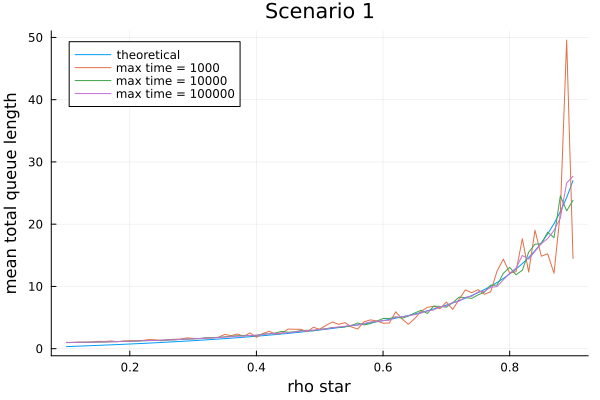 Scenario 1
theoretical
max time = 1000
max time = 10000
max time = 100000
mean total queue length
50
40
30
20
10
0
0.2 0.4 0.6 0.8
rho star